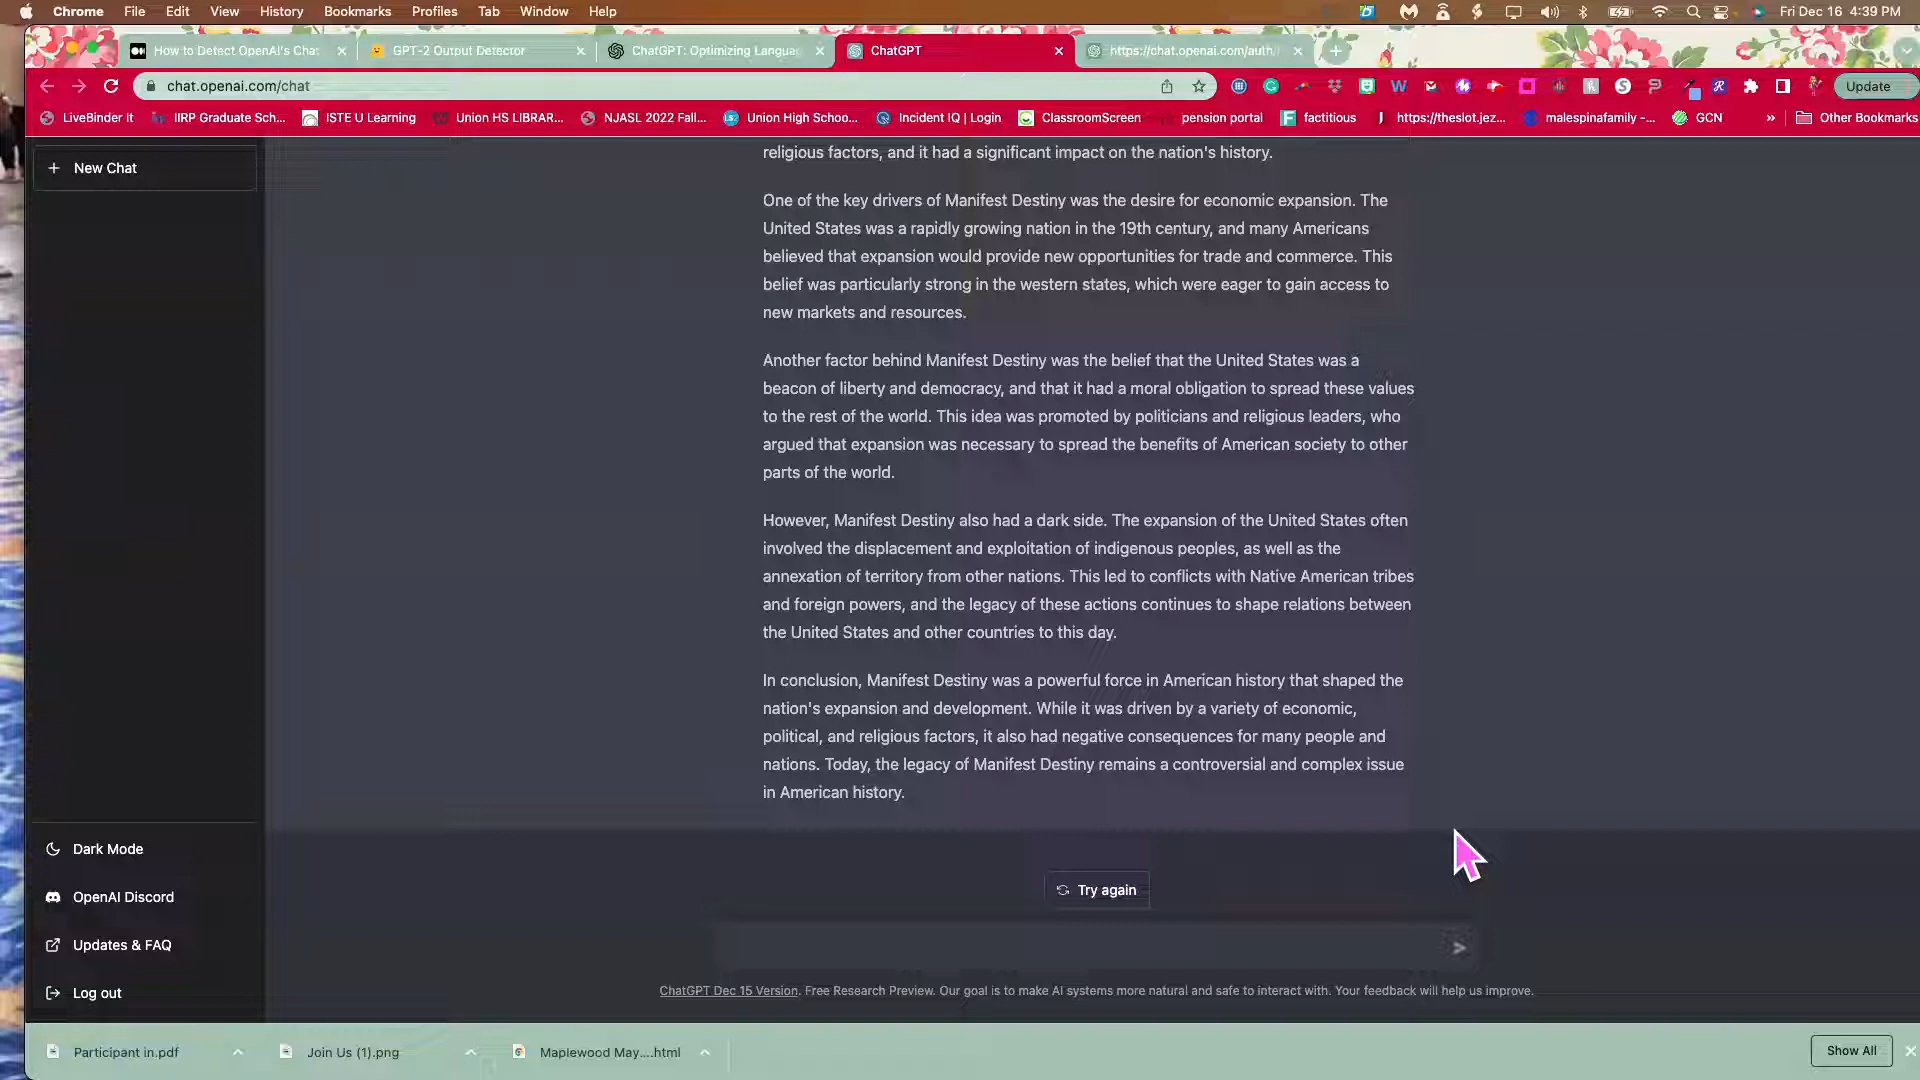 Chrome File Edit View History Bookmarks Profiles Tab Window Help Fri Dec 16 4:39 PM
How to Detect OpenAI's Chat GPT-2 Output Detector ChatGPT: Optimizing Languag ChatGPT https://chat.openai.com/auth/
chat.openai.com/chat Update
LiveBinder It IIRP Graduate Sch... ISTE U Learning Union HS LIBRAR... NJASL 2022 Fall... Union High Schoo... Incident IQ | Login ClassroomScreen pension portal factitious https://theslot.jez... malespinafamily -... GCN » Other Bookmarks
+ New Chat
religious factors, and it had a significant impact on the nation's history.
One of the key drivers of Manifest Destiny was the desire for economic expansion. The
United States was a rapidly growing nation in the 19th century, and many Americans
believed that expansion would provide new opportunities for trade and commerce. This
belief was particularly strong in the western states, which were eager to gain access to
new markets and resources.
Another factor behind Manifest Destiny was the belief that the United States was a
beacon of liberty and democracy, and that it had a moral obligation to spread these values
to the rest of the world. This idea was promoted by politicians and religious leaders, who
argued that expansion was necessary to spread the benefits of American society to other
parts of the world.
However, Manifest Destiny also had a dark side. The expansion of the United States often
involved the displacement and exploitation of indigenous peoples, as well as the
annexation of territory from other nations. This led to conflicts with Native American tribes
and foreign powers, and the legacy of these actions continues to shape relations between
the United States and other countries to this day.
In conclusion, Manifest Destiny was a powerful force in American history that shaped the
nation's expansion and development. While it was driven by a variety of economic,
political, and religious factors, it also had negative consequences for many people and
nations. Today, the legacy of Manifest Destiny remains a controversial and complex issue
in American history.
Dark Mode
OpenAI Discord
Updates & FAQ
Log out
Try again
ChatGPT Dec 15 Version. Free Research Preview. Our goal is to make AI systems more natural and safe to interact with. Your feedback will help us improve.
Participant in.pdf Join Us (1).png Maplewood May....html Show All